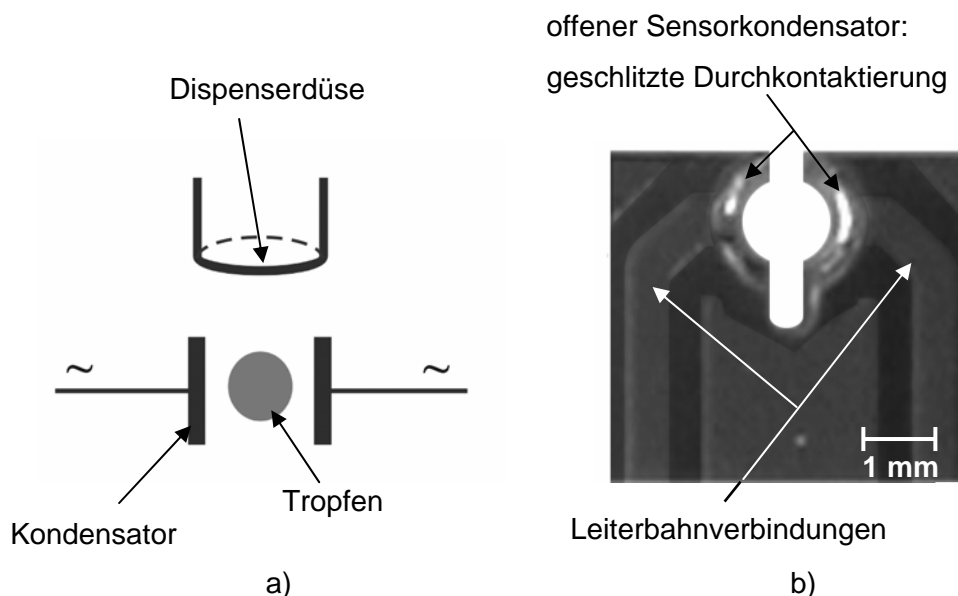 offener Sensorkondensator:
geschlitzte Durchkontaktierung
Dispenserdüse
~
~
Tropfen
Kondensator
1 mm
Leiterbahnverbindungen
a)
b)